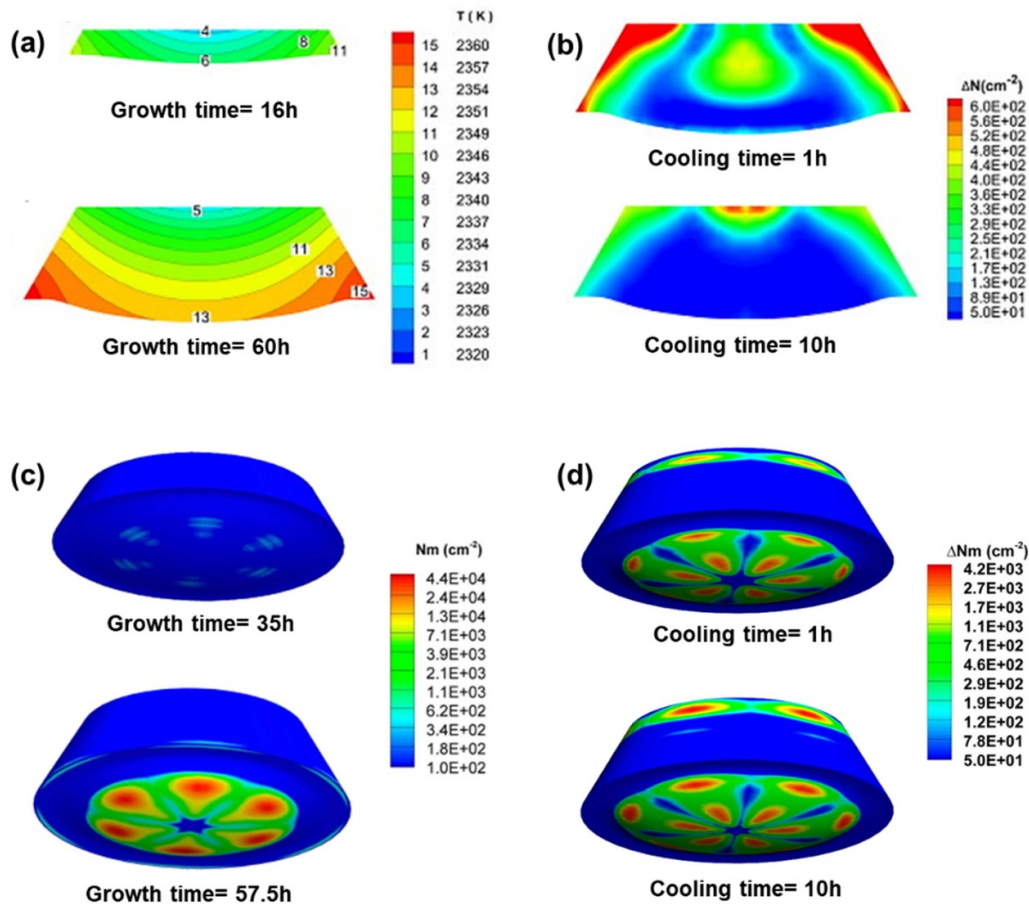 (a)
4
8
6
11
Growth time= 16h
5
11
13
15
13
Growth time= 60h
T ( K )
15 2360
14 2357
13 2354
12 2351
11 2349
10 2346
9 2343
8 2340
7 2337
6 2334
5 2331
4 2329
3 2326
2 2323
1 2320
(b)
Cooling time= 1h
Cooling time= 10h
ΔN(cm⁻²)
6.0E+02
5.6E+02
5.2E+02
4.8E+02
4.4E+02
4.0E+02
3.6E+02
3.3E+02
2.9E+02
2.5E+02
2.1E+02
1.7E+02
1.3E+02
8.9E+01
5.0E+01
(c)
Growth time= 35h
Growth time= 57.5h
Nm (cm⁻²)
4.4E+04
2.4E+04
1.3E+04
7.1E+03
3.9E+03
2.1E+03
1.1E+03
6.2E+02
3.4E+02
1.8E+02
1.0E+02
(d)
Cooling time= 1h
Cooling time= 10h
ΔNm (cm⁻²)
4.2E+03
2.7E+03
1.7E+03
1.1E+03
7.1E+02
4.6E+02
2.9E+02
1.9E+02
1.2E+02
7.8E+01
5.0E+01